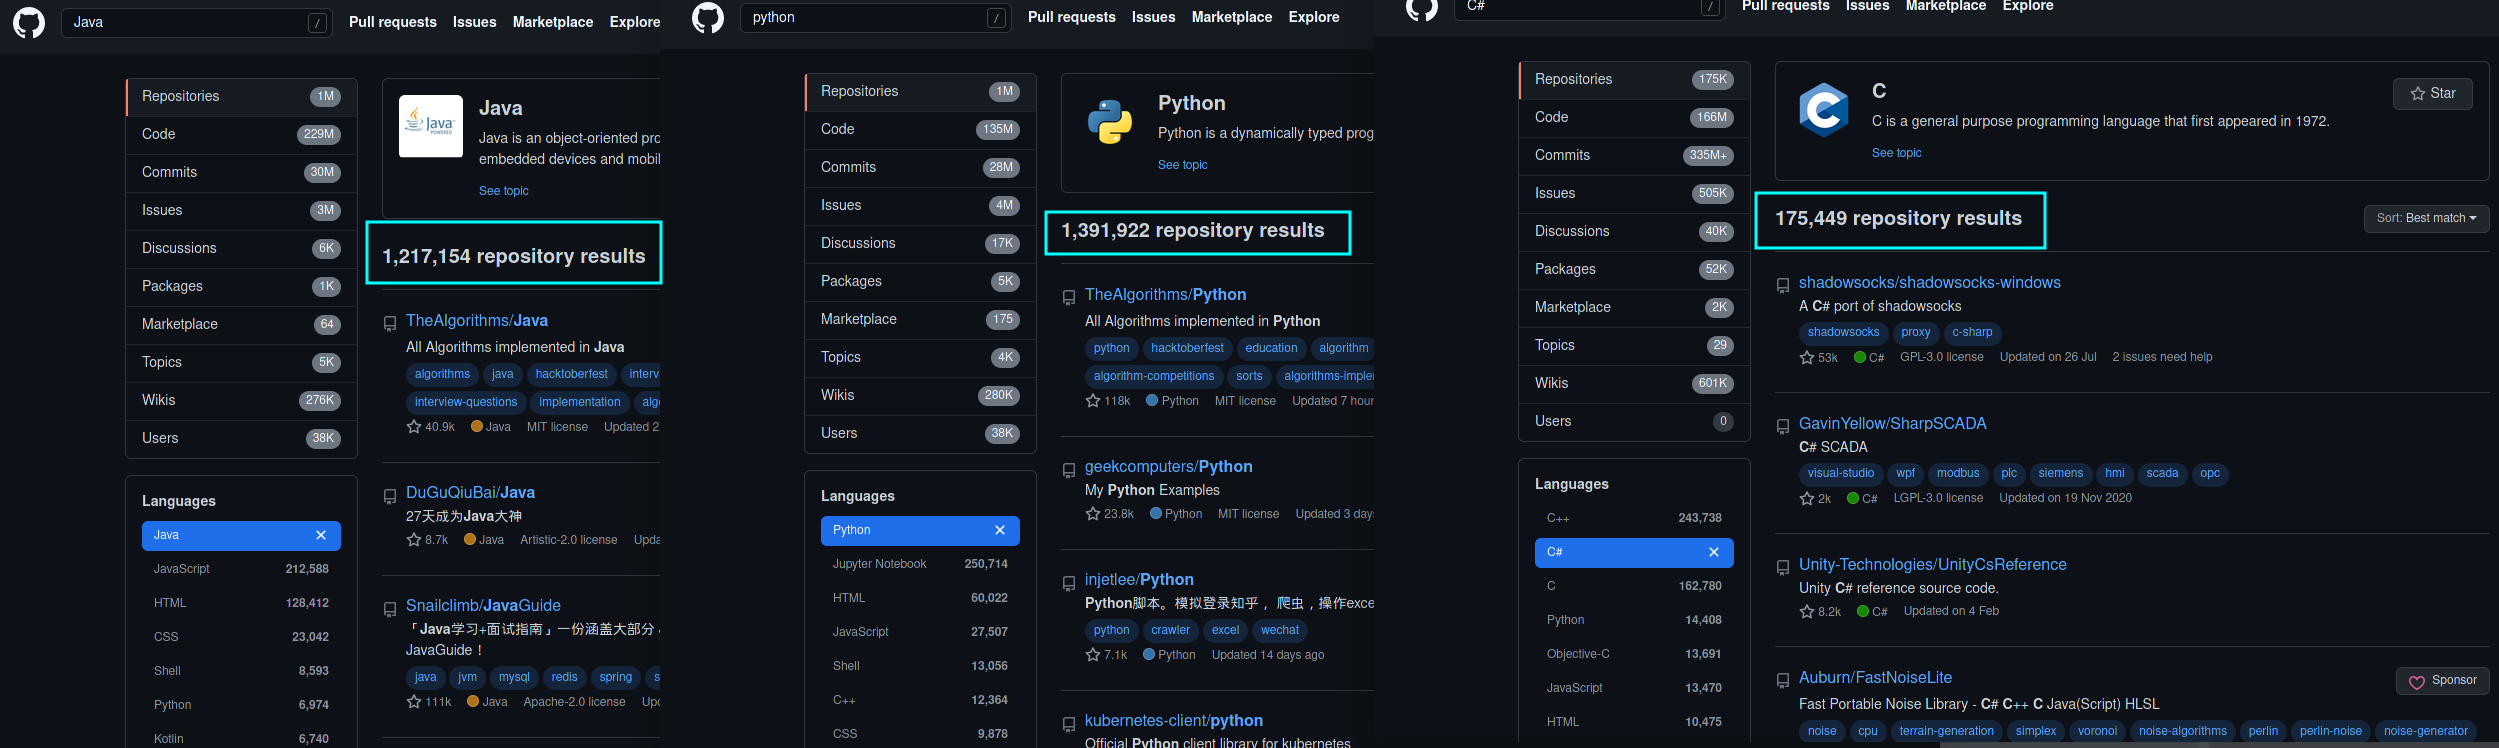 Java /
Pull requests Issues Marketplace Explore
Repositories 1M
Code 229M
Commits 30M
Issues 3M
Discussions 6K
Packages 1K
Marketplace 64
Topics 5K
Wikis 276K
Users 38K
Languages
Java
JavaScript 212,588
HTML 128,412
CSS 23,042
Shell 8,593
Python 6,974
Kotlin 6,740
Java
Java is an object-oriented pro
embedded devices and mobil
See topic
1,217,154 repository results
TheAlgorithms/Java
All Algorithms implemented in Java
algorithms java hacktoberfest interv
interview-questions implementation algo
40.9k Java MIT license Updated 2
DuGuQiuBai/Java
27天成为Java大神
8.7k Java Artistic-2.0 license Upda
Snailclimb/JavaGuide
「Java学习+面试指南」一份涵盖大部分
JavaGuide！
java jvm mysql redis spring s
111k Java Apache-2.0 license Upd
python /
Pull requests Issues Marketplace Explore
Repositories 1M
Code 135M
Commits 28M
Issues 4M
Discussions 17K
Packages 5K
Marketplace 175
Topics 4K
Wikis 280K
Users 38K
Languages
Python
Jupyter Notebook 250,714
HTML 60,022
JavaScript 27,507
Shell 13,056
C++ 12,364
CSS 9,878
Python
Python is a dynamically typed prog
See topic
1,391,922 repository results
TheAlgorithms/Python
All Algorithms implemented in Python
python hacktoberfest education algorithm
algorithm-competitions sorts algorithms-implem
118k Python MIT license Updated 7 hour
geekcomputers/Python
My Python Examples
23.8k Python MIT license Updated 3 days
injetlee/Python
Python脚本。模拟登录知乎， 爬虫，操作exce
python crawler excel wechat
7.1k Python Updated 14 days ago
kubernetes-client/python
Official Python client library for kubernetes
C# /
Pull requests Issues Marketplace Explore
Repositories 175K
Code 166M
Commits 335M+
Issues 505K
Discussions 40K
Packages 52K
Marketplace 2K
Topics 29
Wikis 601K
Users 0
Languages
C++ 243,738
C#
C 162,780
Python 14,408
Objective-C 13,691
JavaScript 13,470
HTML 10,475
C
C
Star
C is a general purpose programming language that first appeared in 1972.
See topic
175,449 repository results
Sort: Best match
shadowsocks/shadowsocks-windows
A C# port of shadowsocks
shadowsocks proxy c-sharp
53k C# GPL-3.0 license Updated on 26 Jul 2 issues need help
GavinYellow/SharpSCADA
C# SCADA
visual-studio wpf modbus plc siemens hmi scada opc
2k C# LGPL-3.0 license Updated on 19 Nov 2020
Unity-Technologies/UnityCsReference
Unity C# reference source code.
8.2k C# Updated on 4 Feb
Auburn/FastNoiseLite
Sponsor
Fast Portable Noise Library - C# C++ C Java(Script) HLSL
noise cpu terrain-generation simplex voronoi noise-algorithms perlin perlin-noise noise-generator